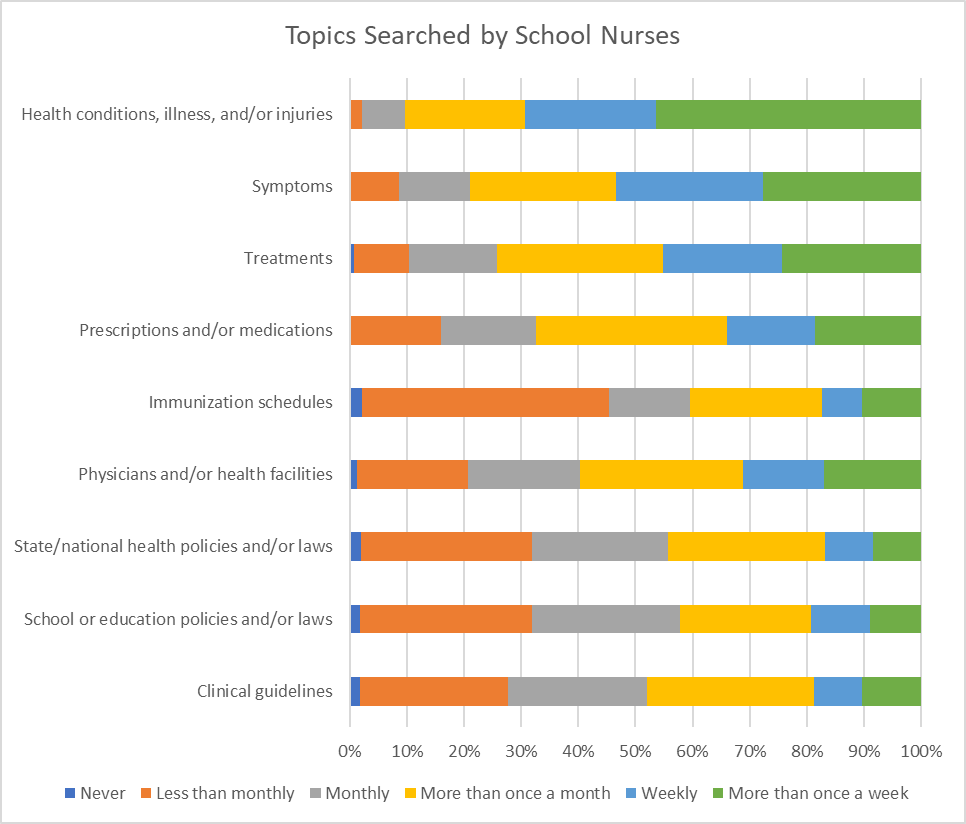 Topics Searched by School Nurses
Health conditions, illness, and/or injuries
Symptoms
Treatments
Prescriptions and/or medications
Immunization schedules
Physicians and/or health facilities
State/national health policies and/or laws
School or education policies and/or laws
Clinical guidelines
0% 10% 20% 30% 40% 50% 60% 70% 80% 90% 100%
Never Less than monthly Monthly More than once a month Weekly More than once a week